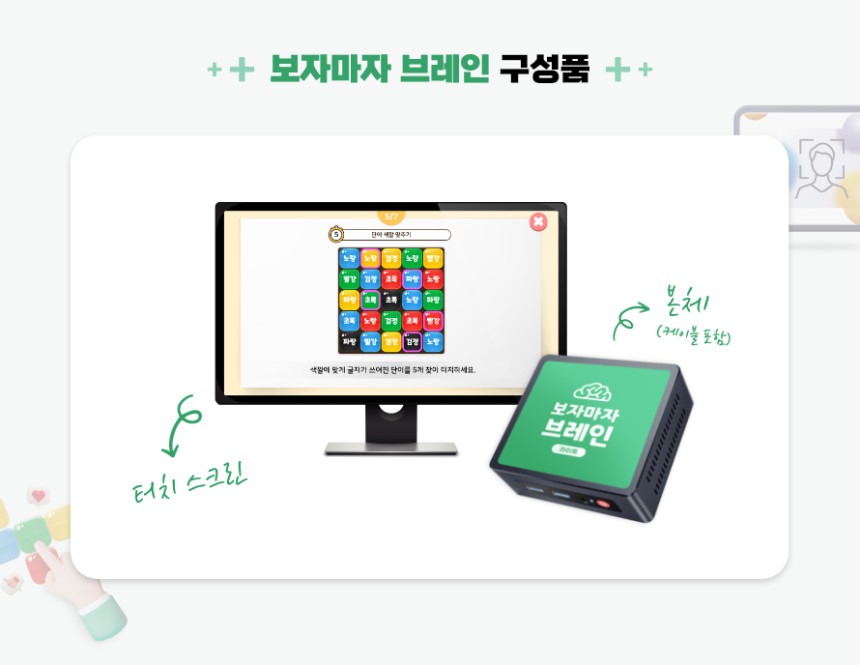 보자마자 브레인 구성품
5/7
5
단어 색깔 맞추기
노랑 노랑 검정 노랑 빨강
빨강 검정 초록 파랑 노랑
파랑 초록 초록 노랑 파랑
초록 노랑 검정 초록 빨강
파랑 빨강 검정 검정 노랑
색깔에 맞게 글자가 쓰여진 단어를 5개 찾아 터치하세요.
본체
(케이블 포함)
보자마자
브레인
라이트
터치 스크린